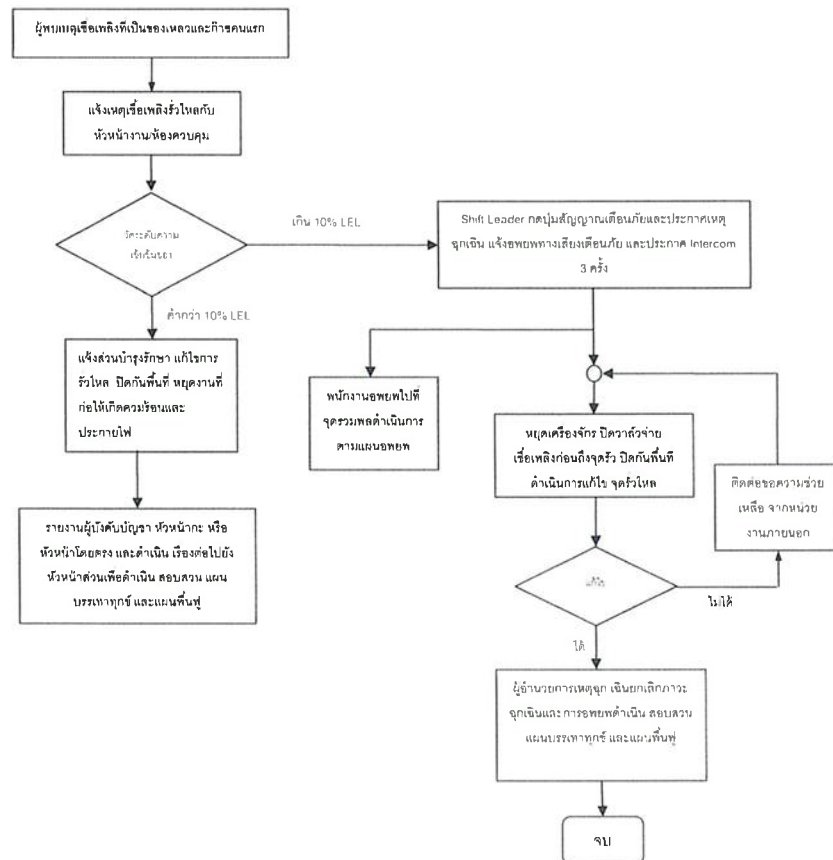 ผู้พบเหตุเชื้อเพลิงที่เป็นของเหลวและก๊าซคนแรก
แจ้งเหตุเชื้อเพลิงรั่วไหลกับ
หัวหน้างาน/ห้องควบคุม
วัดระดับความ
เข้มข้นของ
เกิน 10% LEL
Shift Leader กดปุ่มสัญญาณเตือนภัยและประกาศเหตุ
ฉุกเฉิน แจ้งอพยพทางเสียงเตือนภัย และประกาศ Intercom
3 ครั้ง
ต่ำกว่า 10% LEL
แจ้งส่วนบำรุงรักษา แก้ไขการ
รั่วไหล ปิดกั้นพื้นที่ หยุดงานที่
ก่อให้เกิดควมร้อนและ
ประกายไฟ
พนักงานอพยพไปที่
จุดรวมพลดำเนินการ
ตามแผนอพยพ
หยุดเครื่องจักร ปิดวาล์วจ่าย
เชื้อเพลิงก่อนถึงจุดรั่ว ปิดกั้นพื้นที่
ดำเนินการแก้ไข จุดรั่วไหล
ติดต่อขอความช่วย
เหลือ จากหน่วย
งานภายนอก
รายงานผู้บังคับบัญชา หัวหน้ากะ หรือ
หัวหน้าโดยตรง และดำเนิน เรื่องต่อไปยัง
หัวหน้าส่วนเพื่อดำเนิน สอบสวน แผน
บรรเทาทุกข์ และแผนฟื้นฟู
แก้ไข
ไม่ได้
ได้
ผู้อำนวยการเหตุฉุก เฉินยกเลิกภาวะ
ฉุกเฉินและ การอพยพดำเนิน สอบสวน
แผนบรรเทาทุกข์ และแผนฟื้นฟู
จบ